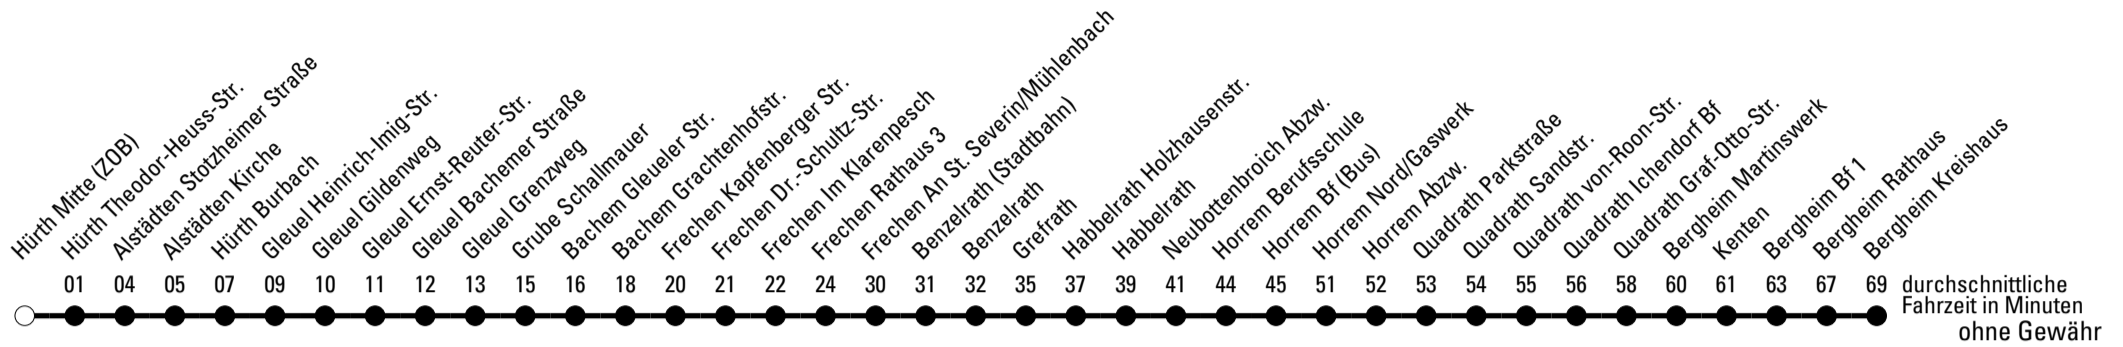 Hürth Mitte (ZOB)
Hürth Theodor-Heuss-Str.
Alstädten Stotzheimer Straße
Alstädten Kirche
Hürth Burbach
Gleuel Heinrich-Imig-Str.
Gleuel Gildenweg
Gleuel Ernst-Reuter-Str.
Gleuel Bachemer Straße
Gleuel Grenzweg
Grube Schallmauer
Bachem Gleueler Str.
Bachem Grachtenhofstr.
Frechen Kapfenberger Str.
Frechen Dr.-Schultz-Str.
Frechen Im Klarenpesch
Frechen Rathaus 3
Frechen An St. Severin/Mühlenbach
Benzelrath (Stadtbahn)
Benzelrath
Grefrath
Habbelrath Holzhausenstr.
Habbelrath
Neubottenbroich Abzw.
Horrem Berufsschule
Horrem Bf (Bus)
Horrem Nord/Gaswerk
Horrem Abzw.
Quadrath Parkstraße
Quadrath Sandstr.
Quadrath von-Roon-Str.
Quadrath Ichendorf Bf
Quadrath Graf-Otto-Str.
Bergheim Martinswerk
Kenten
Bergheim Bf 1
Bergheim Rathaus
Bergheim Kreishaus
01 04 05 07 09 10 11 12 13 15 16 18 20 21 22 24 30 31 32 35 37 39 41 44 45 51 52 53 54 55 56 58 60 61 63 67 69 durchschnittliche
Fahrzeit in Minuten
ohne Gewähr